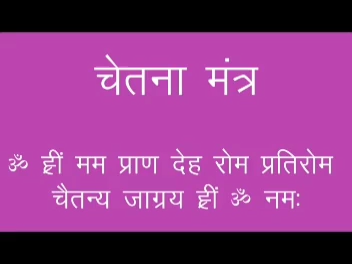 चेतना मंत्र
ॐ ह्रीं मम प्राण देह रोम प्रतिरोम
चैतन्य जाग्रय ह्रीं ॐ नमः